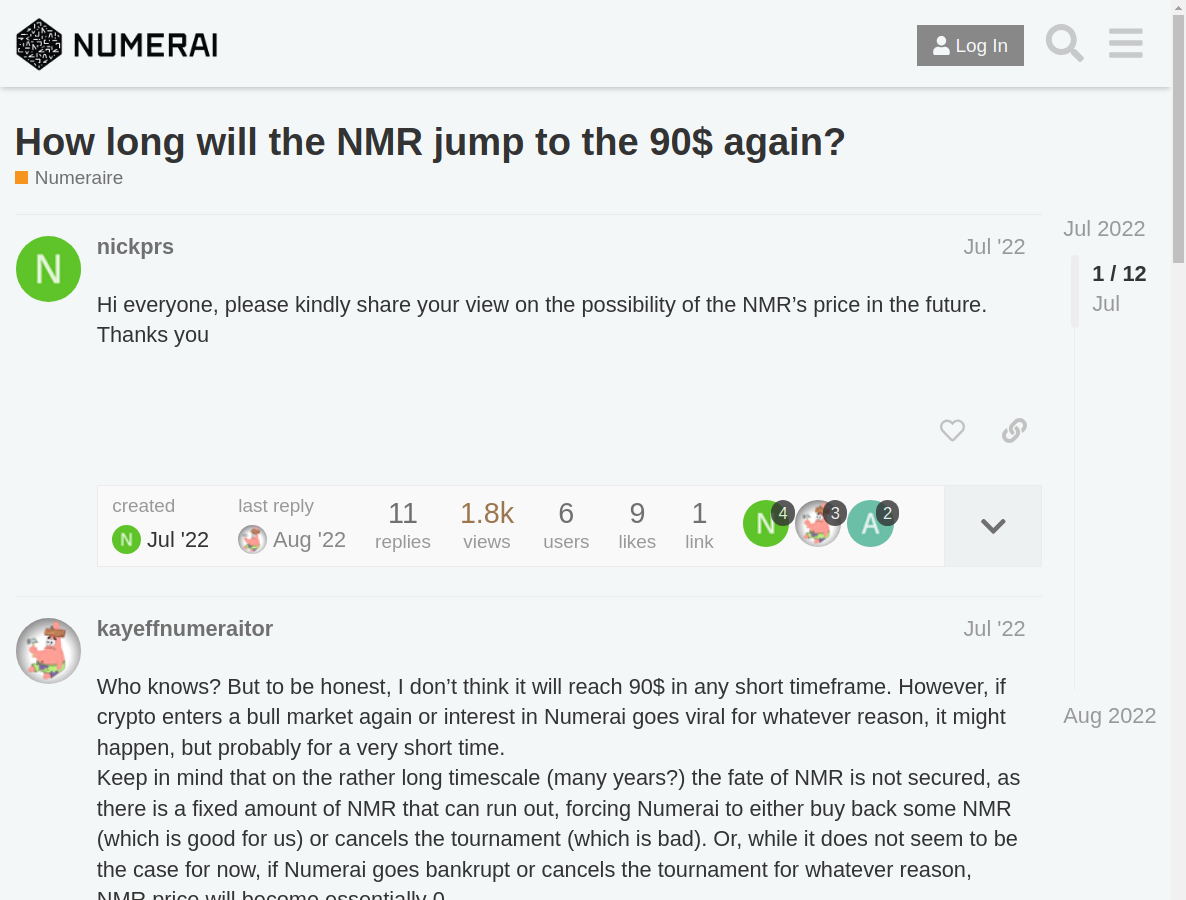 NUMERAI
Log In
How long will the NMR jump to the 90$ again?
Numeraire
nickprs
Jul '22
Hi everyone, please kindly share your view on the possibility of the NMR’s price in the future.
Thanks you
Jul 2022
1 / 12
Jul
created
N Jul '22
last reply
Aug '22
11
replies
1.8k
views
6
users
9
likes
1
link
N 4
3
A 2
kayeffnumeraitor
Jul '22
Who knows? But to be honest, I don’t think it will reach 90$ in any short timeframe. However, if
crypto enters a bull market again or interest in Numerai goes viral for whatever reason, it might
happen, but probably for a very short time.
Keep in mind that on the rather long timescale (many years?) the fate of NMR is not secured, as
there is a fixed amount of NMR that can run out, forcing Numerai to either buy back some NMR
(which is good for us) or cancels the tournament (which is bad). Or, while it does not seem to be
the case for now, if Numerai goes bankrupt or cancels the tournament for whatever reason,
NMR price will become essentially 0.
Aug 2022
N